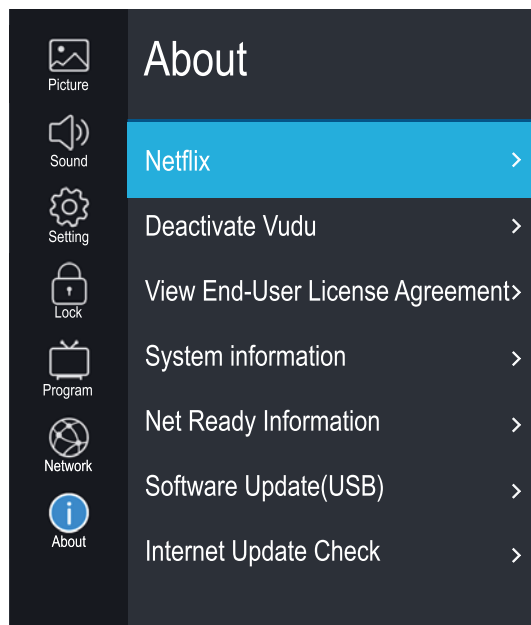 Picture
Sound
Setting
Lock
Program
Network
About
About
Netflix
Deactivate Vudu
View End-User License Agreement
System information
Net Ready Information
Software Update(USB)
Internet Update Check